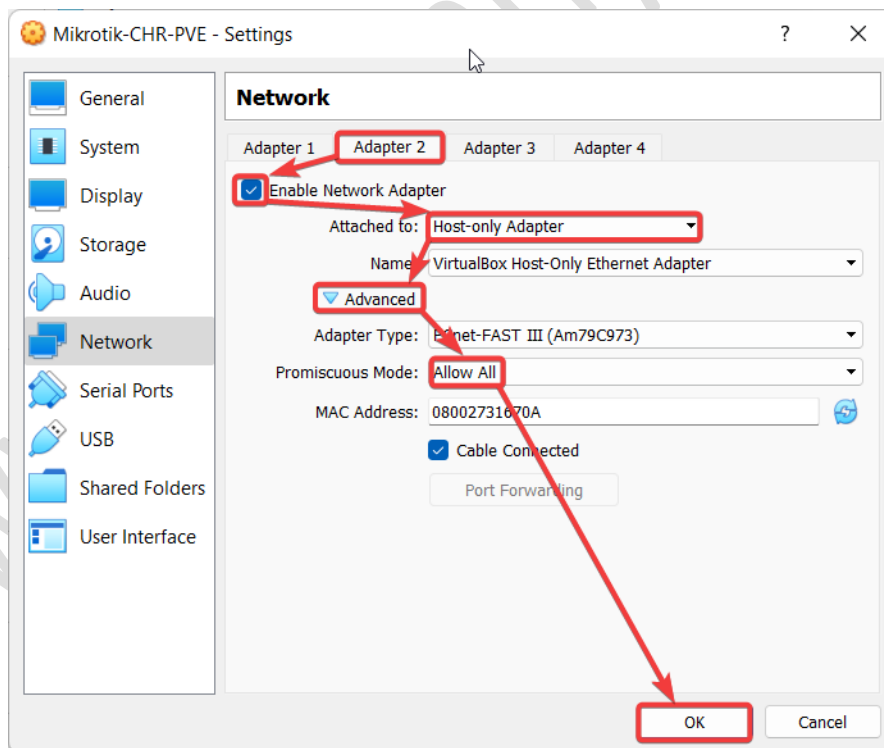 Mikrotik-CHR-PVE - Settings
?
General
System
Display
Storage
Audio
Network
Serial Ports
USB
Shared Folders
User Interface
Network
Adapter 1 Adapter 2 Adapter 3 Adapter 4
Enable Network Adapter
Attached to: Host-only Adapter
Name: VirtualBox Host-Only Ethernet Adapter
Advanced
Adapter Type: PCnet-FAST III (Am79C973)
Promiscuous Mode: Allow All
MAC Address: 08002731670A
Cable Connected
Port Forwarding
OK Cancel